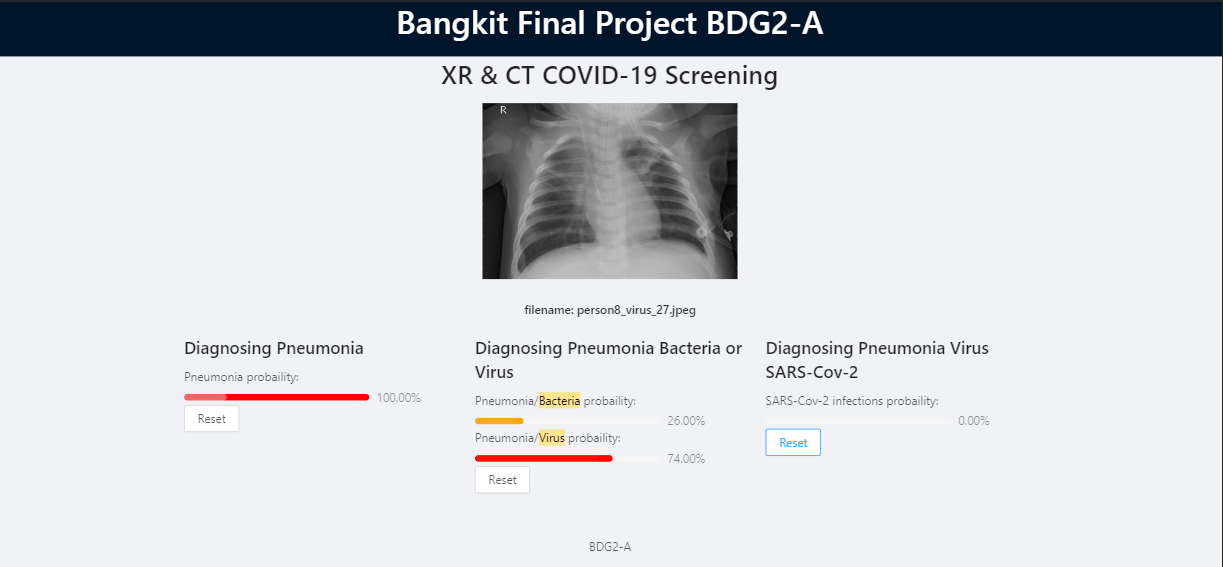 Bangkit Final Project BDG2-A
XR & CT COVID-19 Screening
R
filename: person8_virus_27.jpeg
Diagnosing Pneumonia
Pneumonia probaility:
100.00%
Reset
Diagnosing Pneumonia Bacteria or
Virus
Pneumonia/Bacteria probaility:
26.00%
Pneumonia/Virus probaility:
74.00%
Reset
Diagnosing Pneumonia Virus
SARS-Cov-2
SARS-Cov-2 infections probaility:
0.00%
Reset
BDG2-A